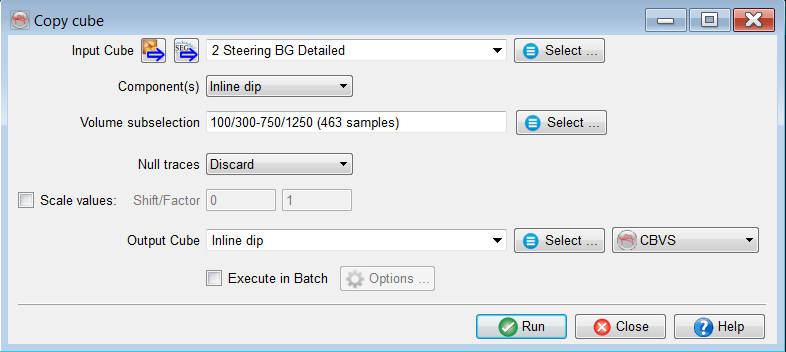 Copy cube
Input Cube SEGY 2 Steering BG Detailed Select ...
Component(s) Inline dip
Volume subselection 100/300-750/1250 (463 samples) Select ...
Null traces Discard
Scale values: Shift/Factor 0 1
Output Cube Inline dip Select ... CBVS
Execute in Batch Options ...
Run Close Help